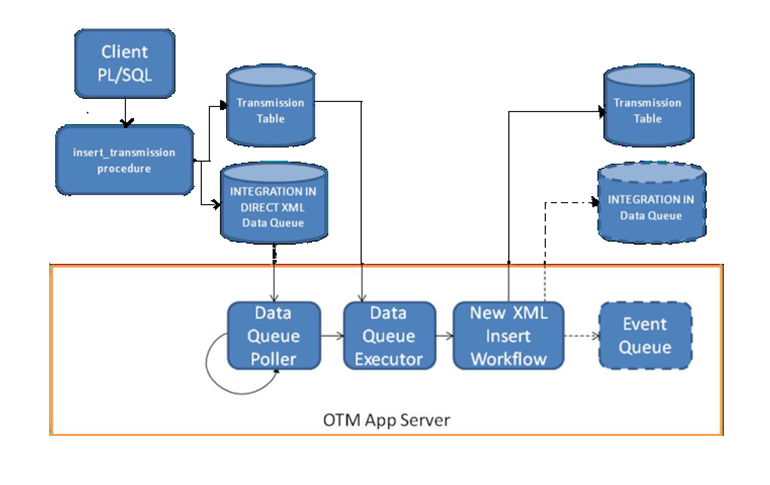 Client
PL/SQL
insert_transmission
procedure
Transmission
Table
INTEGRATION IN
DIRECT XML
Data Queue
Transmission
Table
INTEGRATION IN
Data Queue
Data
Queue
Poller
Data
Queue
Executor
New XML
Insert
Workflow
Event
Queue
OTM App Server